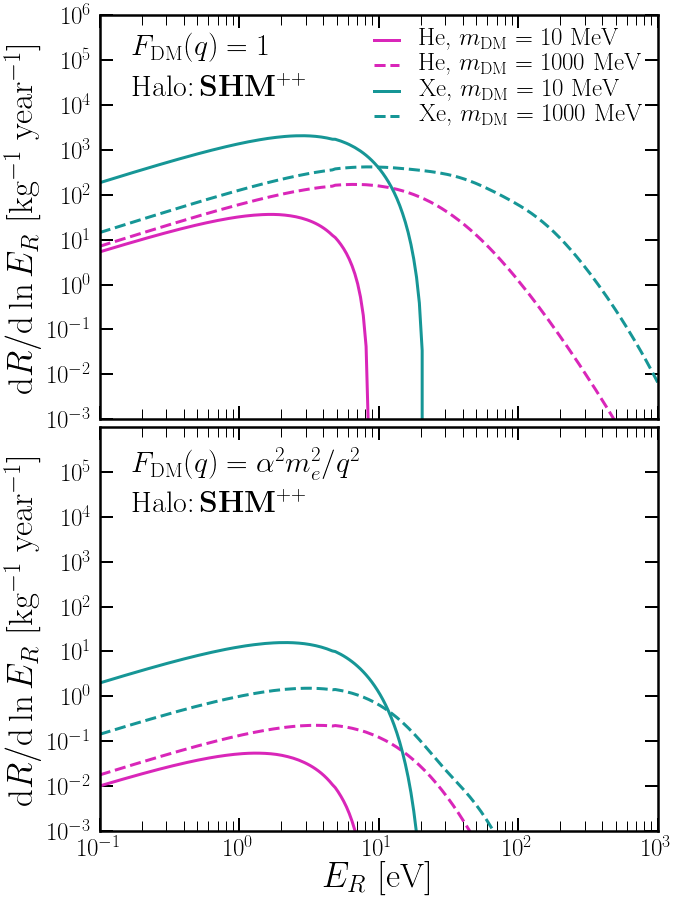 10^6
10^5
10^4
10^3
10^2
10^1
10^0
10^{-1}
10^{-2}
10^{-3}
dR/d ln E_R [kg^{-1} year^{-1}]
F_DM(q) = 1
Halo: SHM^{++}
He, m_DM = 10 MeV
He, m_DM = 1000 MeV
Xe, m_DM = 10 MeV
Xe, m_DM = 1000 MeV
10^5
10^4
10^3
10^2
10^1
10^0
10^{-1}
10^{-2}
10^{-3}
dR/d ln E_R [kg^{-1} year^{-1}]
F_DM(q) = α^2 m_e^2/q^2
Halo: SHM^{++}
10^{-1}
10^0
10^1
10^2
10^3
E_R [eV]